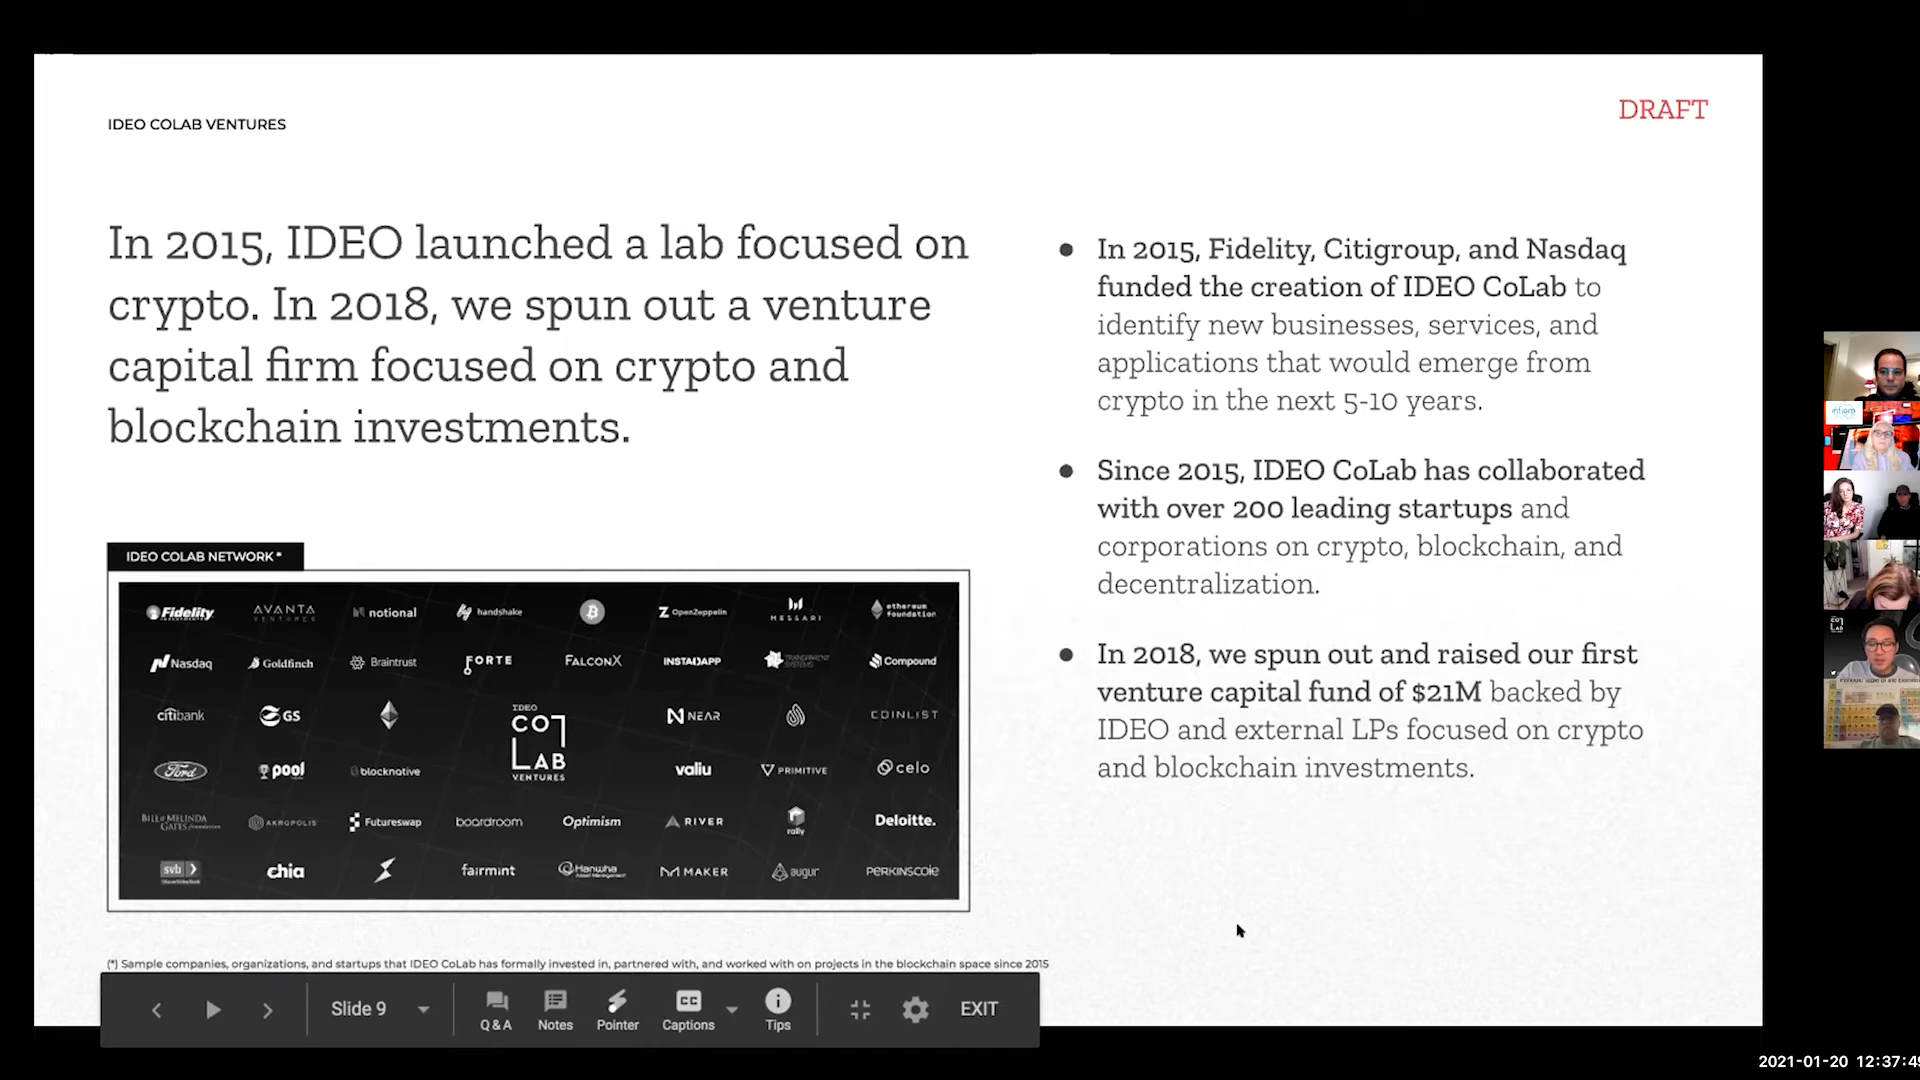 IDEO COLAB VENTURES
DRAFT
In 2015, IDEO launched a lab focused on
crypto. In 2018, we spun out a venture
capital firm focused on crypto and
blockchain investments.
In 2015, Fidelity, Citigroup, and Nasdaq
funded the creation of IDEO CoLab to
identify new businesses, services, and
applications that would emerge from
crypto in the next 5-10 years.
Since 2015, IDEO CoLab has collaborated
with over 200 leading startups and
corporations on crypto, blockchain, and
decentralization.
In 2018, we spun out and raised our first
venture capital fund of $21M backed by
IDEO and external LPs focused on crypto
and blockchain investments.
IDEO COLAB NETWORK *
Fidelity AVANTA VENTURES notional handshake OpenZeppelin MESSARI ethereum foundation
Nasdaq Goldfinch Braintrust FORTE FALCONX INSTADAPP TRANSPARENT SYSTEMS Compound
citibank GS NEAR COINLIST
IDEO
CO
LAB
VENTURES
Ford pool blocknative valiu PRIMITIVE celo
BILL & MELINDA GATES foundation AKROPOLIS Futureswap boardroom Optimism RIVER rally Deloitte.
svb chia fairmint Hanwha MAKER augur PERKINSCOIE
(*) Sample companies, organizations, and startups that IDEO CoLab has formally invested in, partnered with, and worked with on projects in the blockchain space since 2015
Slide 9
Q&A
Notes
Pointer
CC
Captions
Tips
EXIT
2021-01-20 12:37:49